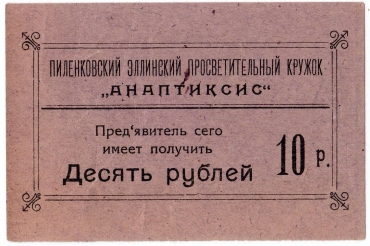 ПИЛЕНКОВСКИЙ ЭЛЛИНСКИЙ ПРОСВЕТИТЕЛЬНЫЙ КРУЖОК
„АНАПТИКСИС“
Пред'явитель сего
имеет получить
Десять рублей 10 р.